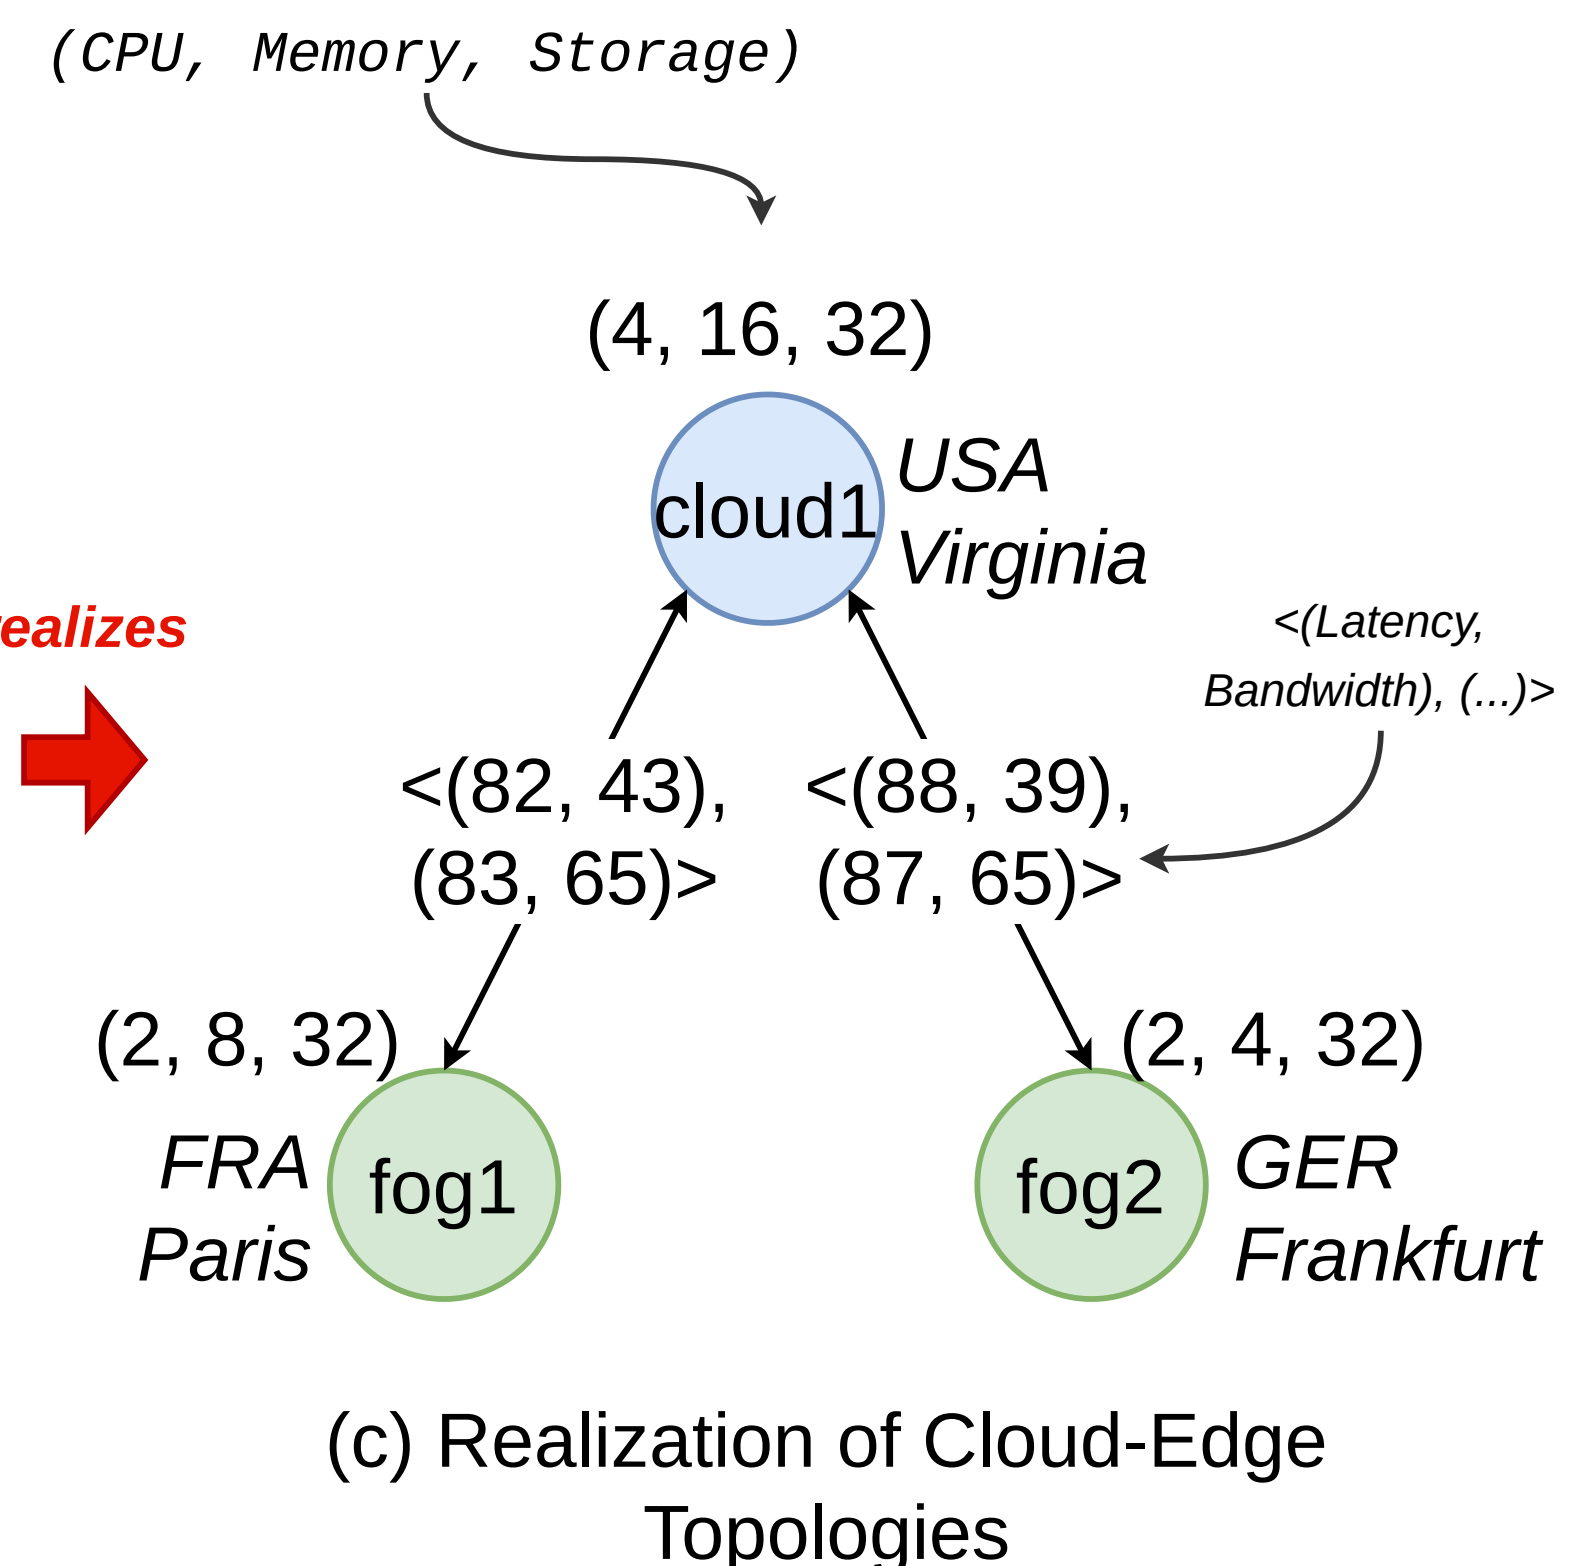 (CPU, Memory, Storage)
(4, 16, 32)
cloud1
USA
Virginia
realizes
<(Latency,
Bandwidth), (...)>
<(82, 43),
(83, 65)>
<(88, 39),
(87, 65)>
(2, 8, 32)
(2, 4, 32)
FRA
Paris
fog1
fog2
GER
Frankfurt
(c) Realization of Cloud-Edge
Topologies